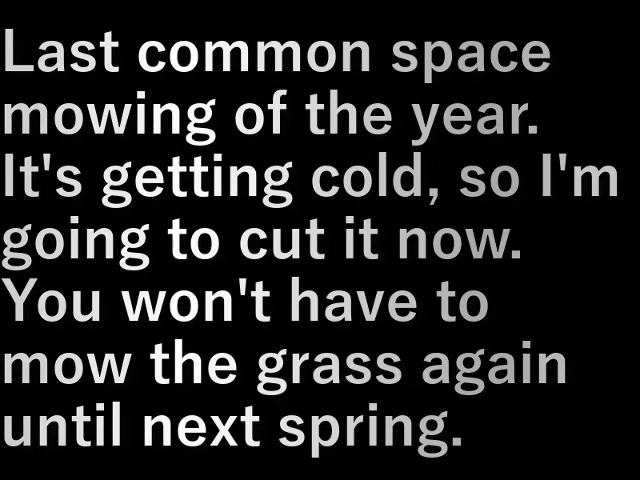 Last common space
mowing of the year.
It's getting cold, so I'm
going to cut it now.
You won't have to
mow the grass again
until next spring.